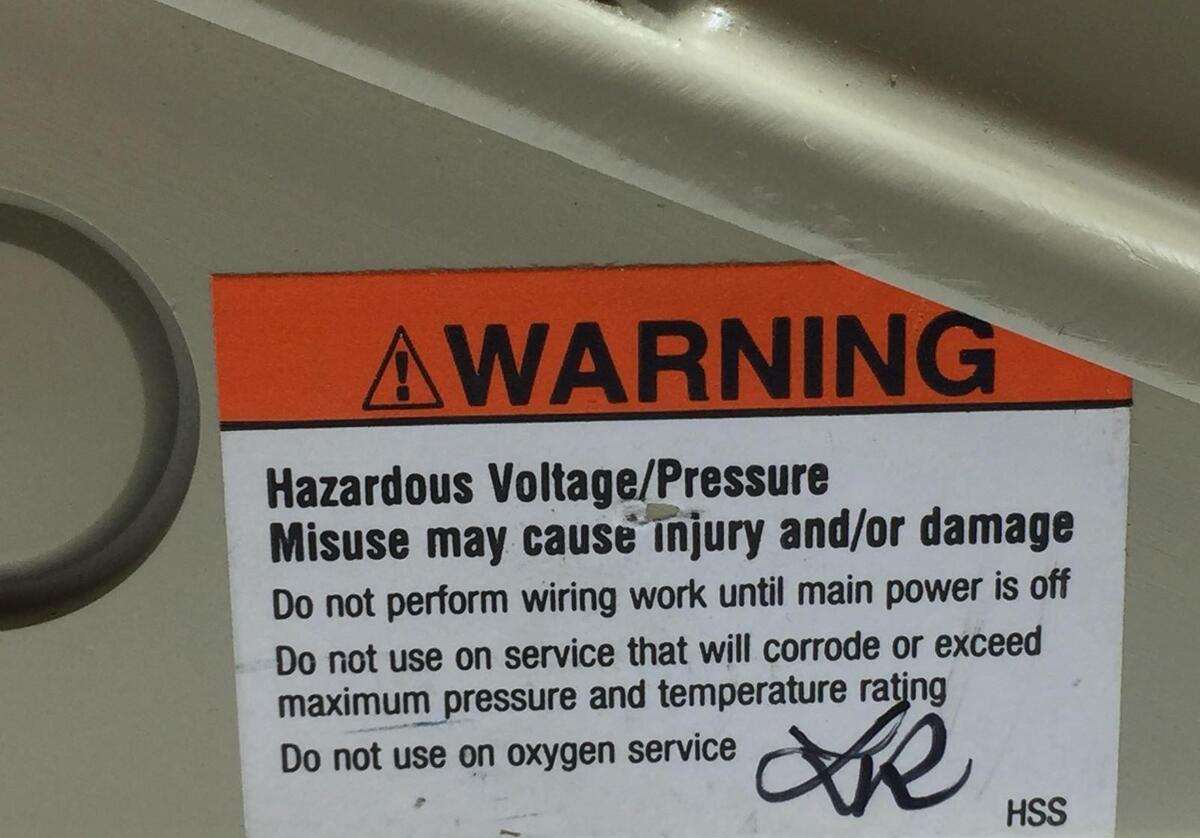 WARNING
Hazardous Voltage/Pressure
Misuse may cause injury and/or damage
Do not perform wiring work until main power is off
Do not use on service that will corrode or exceed
maximum pressure and temperature rating
Do not use on oxygen service
HSS